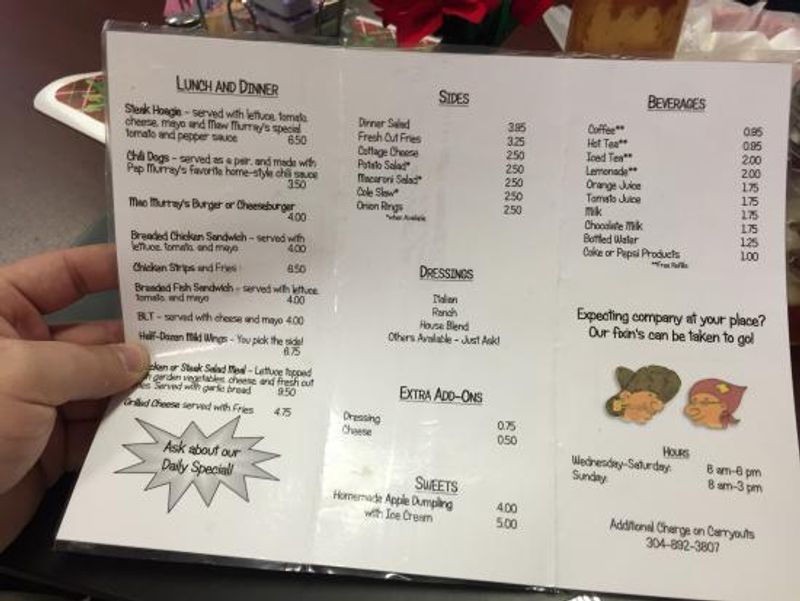 LUNCH AND DINNER
Steak Hoagie - served with lettuce, tomato,
cheese, mayo and Maw Murray's special
tomato and pepper sauce 6.50
Chili Dogs - served as a pair, and made with
Pap Murray's favorite home-style chili sauce
3.50
Mac Murray's Burger or Cheeseburger
4.00
Breaded Chicken Sandwich - served with
lettuce, tomato, and mayo 4.00
Chicken Strips and Fries 6.50
Breaded Fish Sandwich - served with lettuce,
tomato, and mayo 4.00
BLT - served with cheese and mayo 4.00
Half-Dozen Mild Wings - You pick the side!
6.75
or Steak Salad Meal - Lettuce topped
garden vegetables, cheese, and fresh cut
Served with garlic bread. 9.50
Grilled Cheese served with Fries 4.75
Ask about our
Daily Special!
SIDES
Dinner Salad 3.95
Fresh Cut Fries 3.25
Cottage Cheese 2.50
Potato Salad* 2.50
Macaroni Salad* 2.50
Cole Slaw* 2.50
Onion Rings 2.50
*when Available
DRESSINGS
Italian
Ranch
House Blend
Others Available - Just Ask!
EXTRA ADD-ONS
Dressing 0.75
Cheese 0.50
SWEETS
Homemade Apple Dumpling 4.00
with Ice Cream 5.00
BEVERAGES
Coffee** 0.95
Hot Tea** 0.95
Iced Tea** 2.00
Lemonade** 2.00
Orange Juice 1.75
Tomato Juice 1.75
Milk 1.75
Chocolate Milk 1.75
Bottled Water 1.25
Coke or Pepsi Products 1.00
**Free Refills
Expecting company at your place?
Our fixin's can be taken to go!
HOURS
Wednesday-Saturday: 8 am-8 pm
Sunday: 8 am-3 pm
Additional Charge on Carryouts
304-892-3807